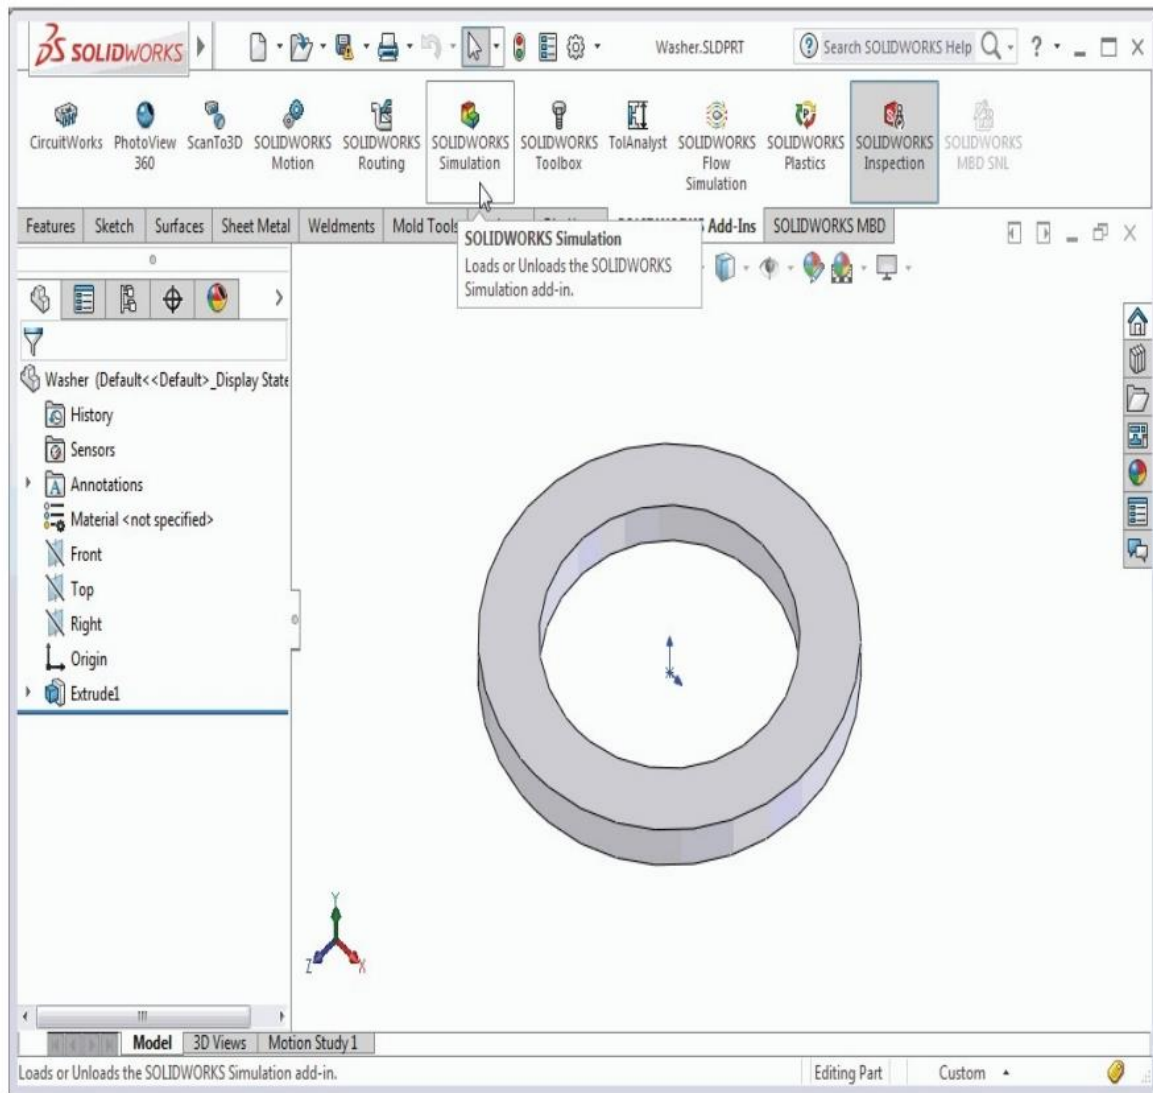 SOLIDWORKS
Washer.SLDPRT
Search SOLIDWORKS Help
?
CircuitWorks
PhotoView
360
ScanTo3D
SOLIDWORKS
Motion
SOLIDWORKS
Routing
SOLIDWORKS
Simulation
SOLIDWORKS
Toolbox
TolAnalyst
SOLIDWORKS
Flow
Simulation
SOLIDWORKS
Plastics
SOLIDWORKS
Inspection
SOLIDWORKS
MBD SNL
Features
Sketch
Surfaces
Sheet Metal
Weldments
Mold Tools
Add-Ins
SOLIDWORKS MBD
SOLIDWORKS Simulation
Loads or Unloads the SOLIDWORKS
Simulation add-in.
Washer (Default<<Default>_Display State
History
Sensors
Annotations
Material <not specified>
Front
Top
Right
Origin
Extrude1
Y
Z
X
Model
3D Views
Motion Study 1
Loads or Unloads the SOLIDWORKS Simulation add-in.
Editing Part
Custom